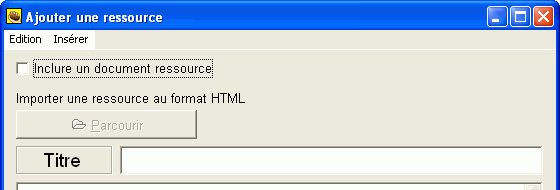 Ajouter une ressource
Edition Insérer
Inclure un document ressource
Importer une ressource au format HTML
Parcourir
Titre